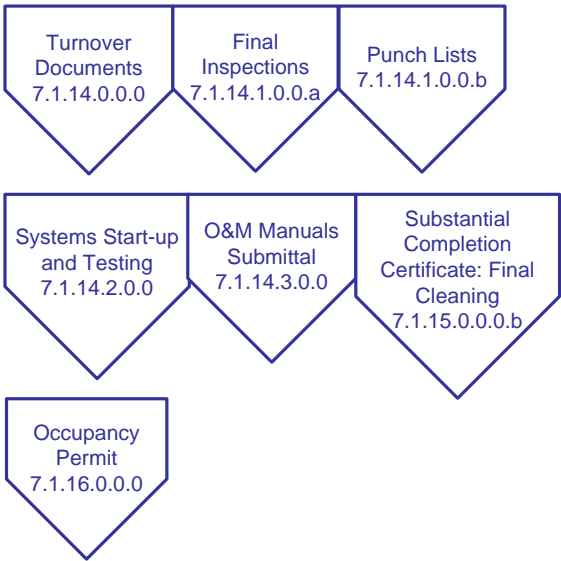 Turnover
Documents
7.1.14.0.0.0
Final
Inspections
7.1.14.1.0.0.a
Punch Lists
7.1.14.1.0.0.b
Systems Start-up
and Testing
7.1.14.2.0.0
O&M Manuals
Submittal
7.1.14.3.0.0
Substantial
Completion
Certificate: Final
Cleaning
7.1.15.0.0.0.b
Occupancy
Permit
7.1.16.0.0.0